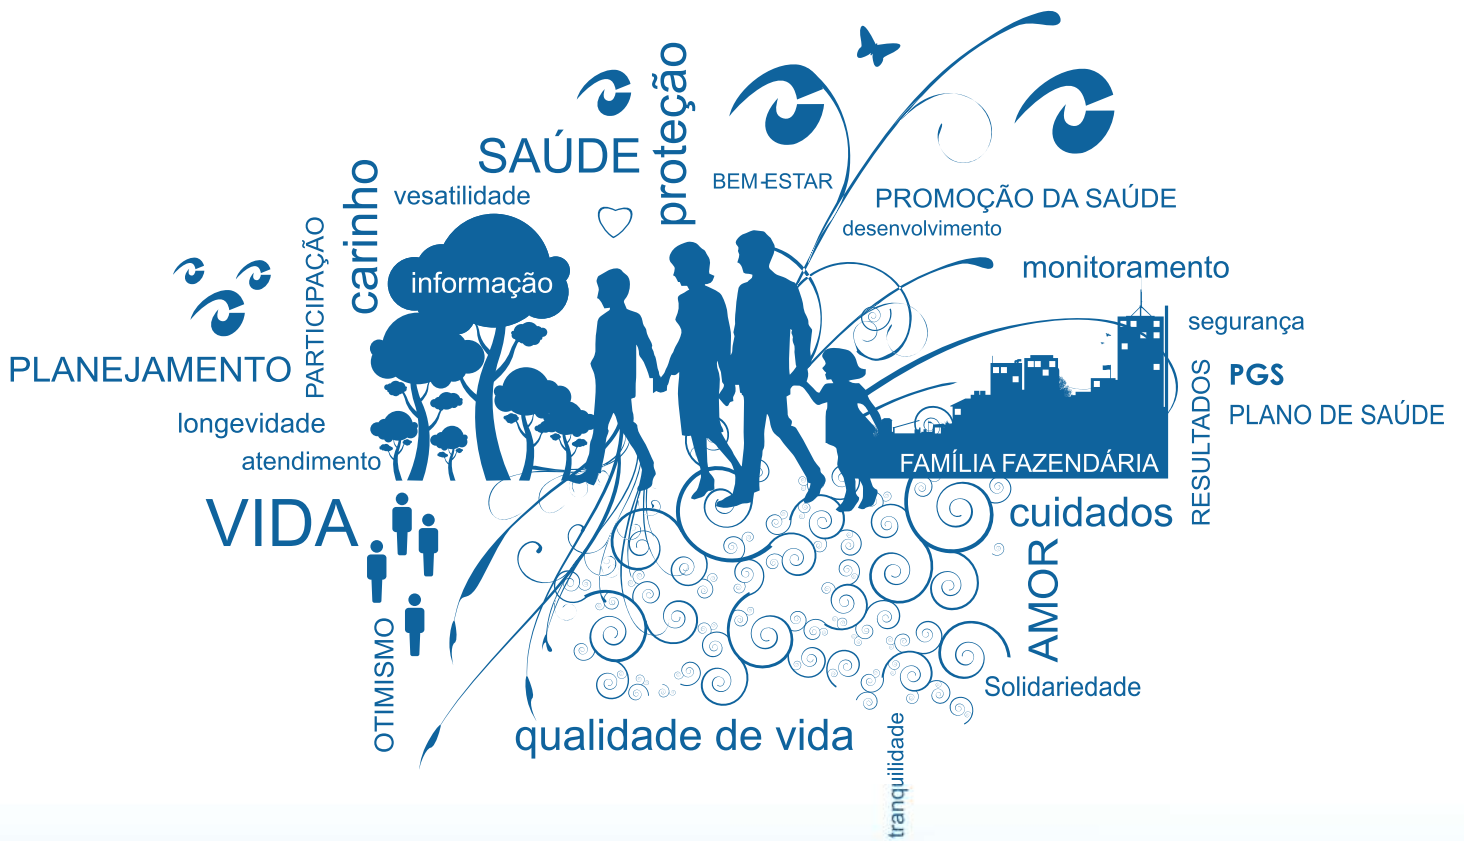 proteção
SAÚDE
BEM-ESTAR
vesatilidade
carinho
PROMOÇÃO DA SAÚDE
desenvolvimento
PARTICIPAÇÃO
informação
monitoramento
segurança
PLANEJAMENTO
PGS
PLANO DE SAÚDE
RESULTADOS
longevidade
atendimento
FAMÍLIA FAZENDÁRIA
VIDA
cuidados
AMOR
OTIMISMO
Solidariedade
qualidade de vida
tranquilidade